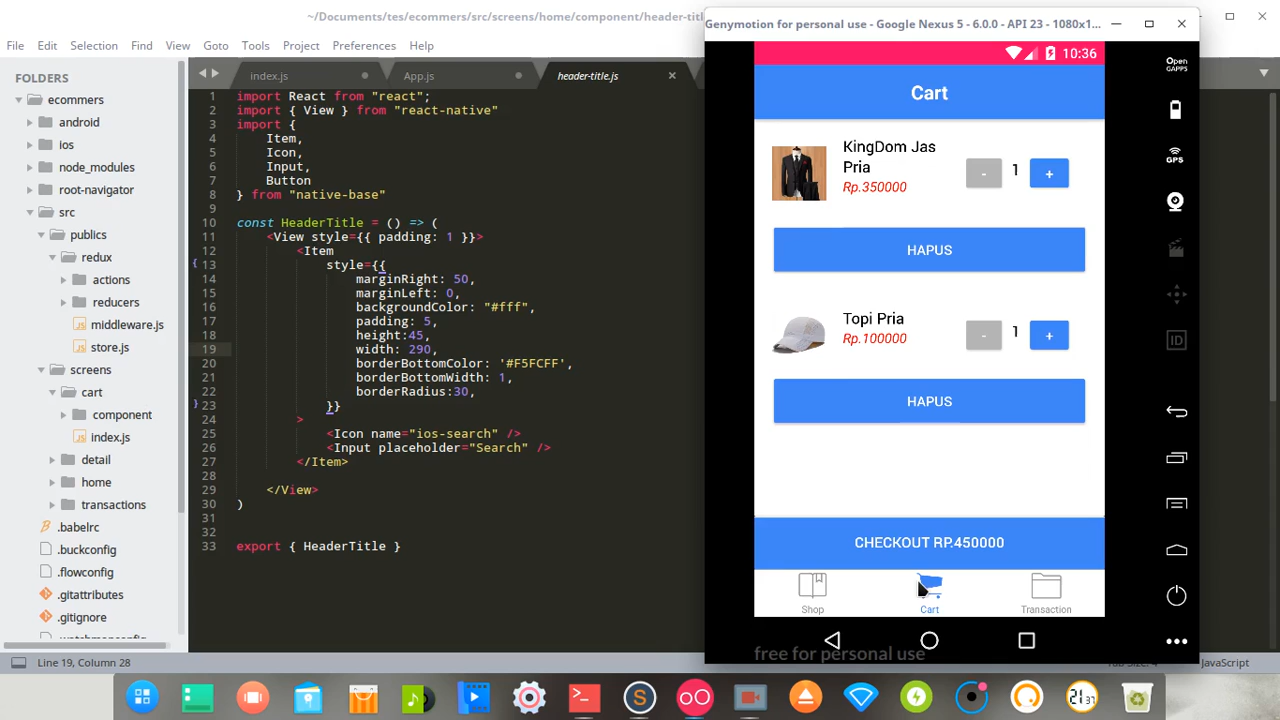 ~/Documents/tes/ecommers/src/screens/home/component/header-titl
File Edit Selection Find View Goto Tools Project Preferences Help
FOLDERS
ecommers
android
ios
node_modules
root-navigator
src
publics
redux
actions
reducers
middleware.js
store.js
screens
cart
component
index.js
detail
home
transactions
.babelrc
.buckconfig
.flowconfig
.gitattributes
.gitignore
.watchmanconfig
index.js
App.js
header-title.js
1 import React from "react";
2 import { View } from "react-native"
3 import {
4 Item,
5 Icon,
6 Input,
7 Button
8 } from "native-base"
9
10 const HeaderTitle = () => (
11 <View style={{ padding: 1 }}>
12 <Item
13 style={{
14 marginRight: 50,
15 marginLeft: 0,
16 backgroundColor: "#fff",
17 padding: 5,
18 height:45,
19 width: 290,
20 borderBottomColor: '#F5FCFF',
21 borderBottomWidth: 1,
22 borderRadius:30,
23 }}
24 >
25 <Icon name="ios-search" />
26 <Input placeholder="Search" />
27 </Item>
28
29 </View>
30 )
31
32
33 export { HeaderTitle }
Line 19, Column 28
JavaScript
Genymotion for personal use - Google Nexus 5 - 6.0.0 - API 23 - 1080x1...
10:36
Cart
KingDom Jas
Pria
Rp.350000
- 1 +
HAPUS
Topi Pria
Rp.100000
- 1 +
HAPUS
CHECKOUT RP.450000
Shop Cart Transaction
free for personal use
Open
GAPPS
GPS
ID
21 37